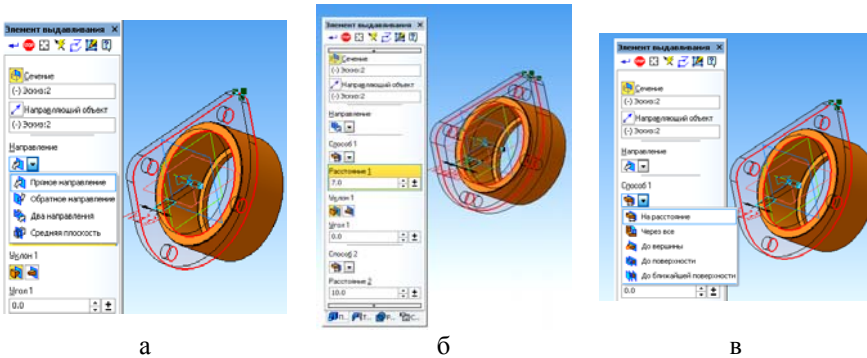 Элемент выдавливания
Сечение
(-) Эскиз:2
Направляющий объект
(-) Эскиз:2
Направление
Прямое направление
Обратное направление
Два направления
Средняя плоскость
Уклон 1
Угол 1
0.0
а
Элемент выдавливания
Сечение
(-) Эскиз:2
Направляющий объект
(-) Эскиз:2
Направление
Способ 1
Расстояние 1
7.0
Уклон 1
Угол 1
0.0
Способ 2
Расстояние 2
10.0
П... Т... Р... С...
б
Элемент выдавливания
Сечение
(-) Эскиз:2
Направляющий объект
(-) Эскиз:2
Направление
Способ 1
На расстояние
Через все
До вершины
До поверхности
До ближайшей поверхности
0.0
в